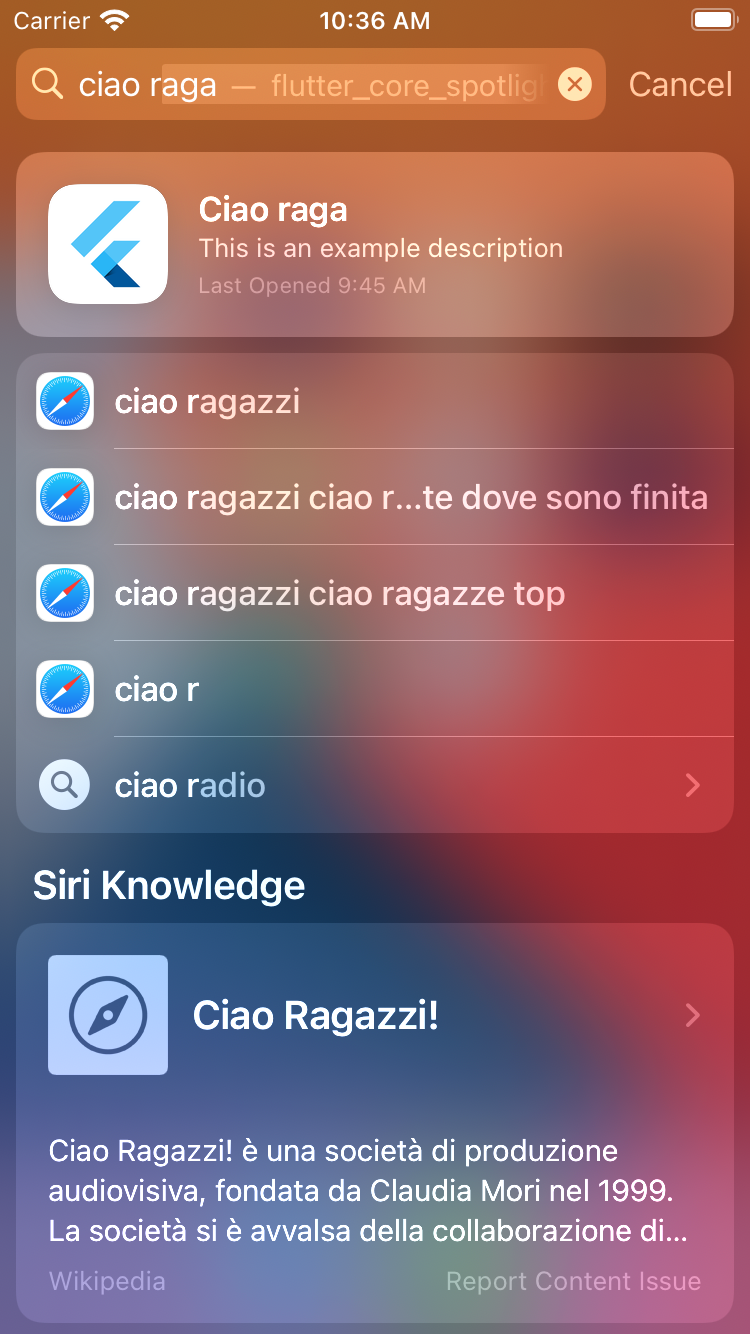 Carrier 10:36 AM
ciao raga — flutter_core_spotlig
Cancel
Ciao raga
This is an example description
Last Opened 9:45 AM
ciao ragazzi
ciao ragazzi ciao r...te dove sono finita
ciao ragazzi ciao ragazze top
ciao r
ciao radio
Siri Knowledge
Ciao Ragazzi!
Ciao Ragazzi! è una società di produzione
audiovisiva, fondata da Claudia Mori nel 1999.
La società si è avvalsa della collaborazione di...
Wikipedia
Report Content Issue